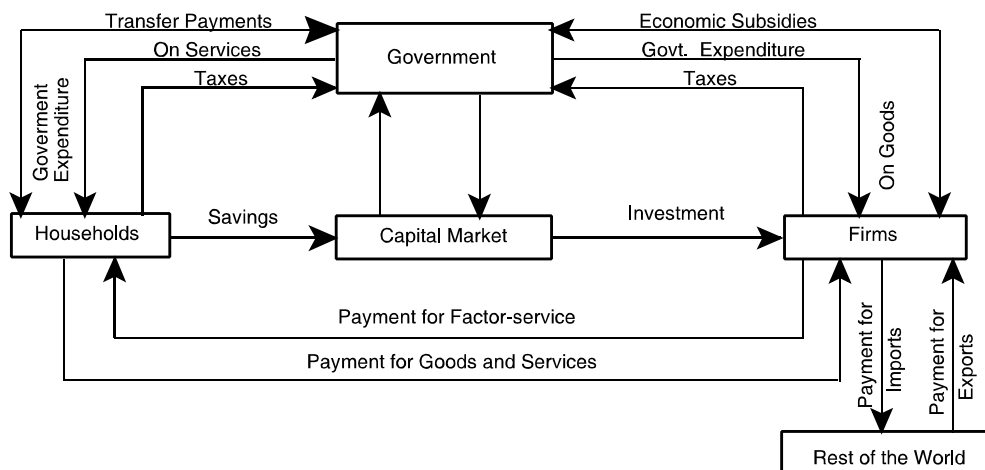 Transfer Payments
Economic Subsidies
On Services
Government
Govt. Expenditure
Taxes
Taxes
Goverment
Expenditure
On Goods
Households
Savings
Capital Market
Investment
Firms
Payment for Factor-service
Payment for Goods and Services
Payment for
Imports
Payment for
Exports
Rest of the World